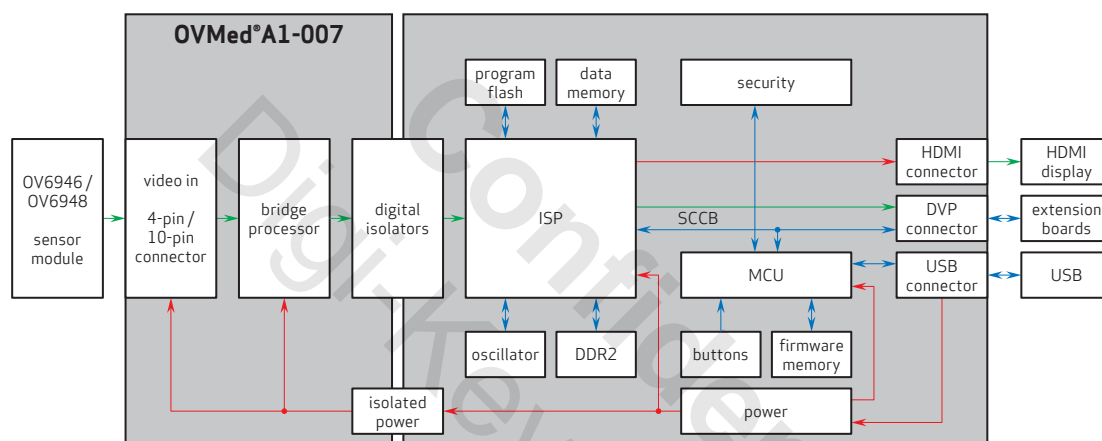 OVMed®A1-007
program
flash
data
memory
security
OV6946 /
OV6948
sensor
module
video in
4-pin /
10-pin
connector
bridge
processor
digital
isolators
ISP
SCCB
HDMI
connector
HDMI
display
DVP
connector
extension
boards
MCU
USB
connector
USB
oscillator
DDR2
buttons
firmware
memory
isolated
power
power
Confiden
Digi-Key